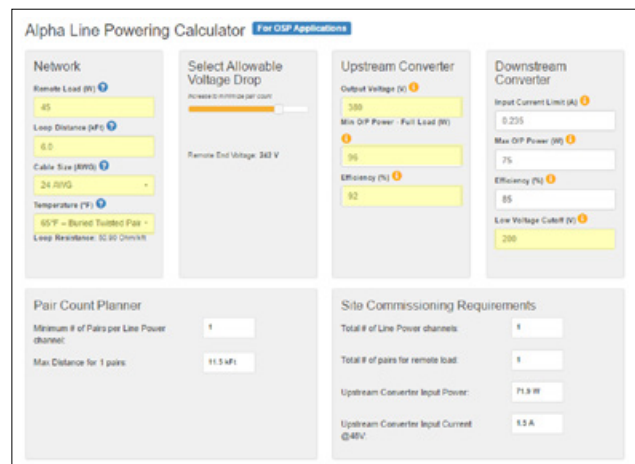 Alpha Line Powering Calculator For OSP Applications
Network
Remote Load (W)
45
Loop Distance (kFt)
6.0
Cable Size (AWG)
24 AWG
Temperature (°F)
65°F – Buried Twisted Pair
Loop Resistance: Ohm/kft
Select Allowable
Voltage Drop
Increase to minimize pair count
Remote End Voltage: V
Upstream Converter
Output Voltage (V)
380
Min O/P Power - Full Load (W)
96
Efficiency (%)
92
Downstream
Converter
Input Current Limit (A)
0.235
Max O/P Power (W)
75
Efficiency (%)
85
Low Voltage Cutoff (V)
200
Pair Count Planner
Minimum # of Pairs per Line Power
channel:
1
Max Distance for 1 pairs:
11.5 kFt
Site Commissioning Requirements
Total # of Line Power channels:
1
Total # of pairs for remote load:
1
Upstream Converter Input Power:
71.9 W
Upstream Converter Input Current
@48V:
1.5 A